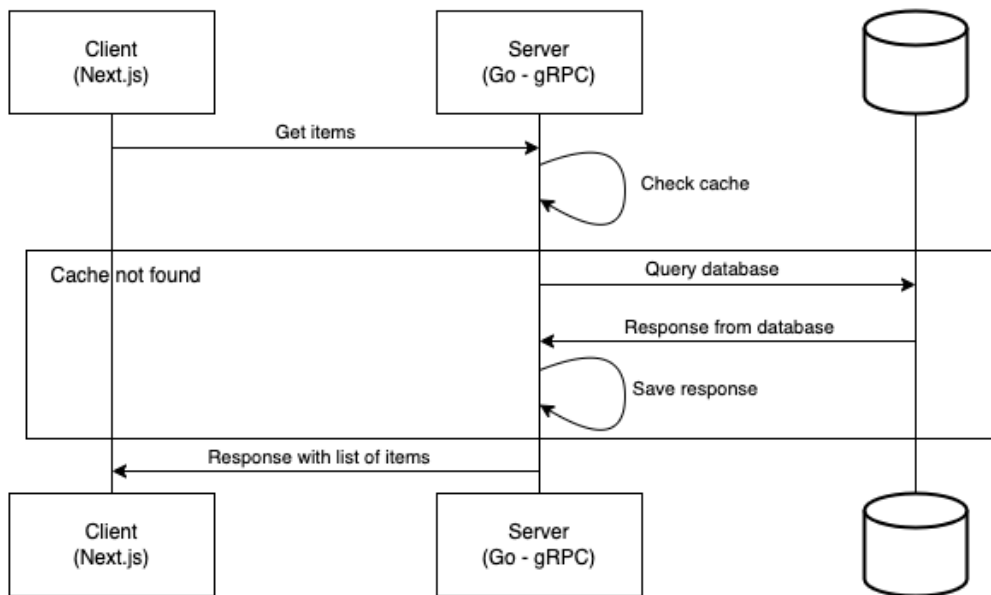 Client
(Next.js)
Server
(Go - gRPC)
Get items
Check cache
Cache not found
Query database
Response from database
Save response
Response with list of items
Client
(Next.js)
Server
(Go - gRPC)